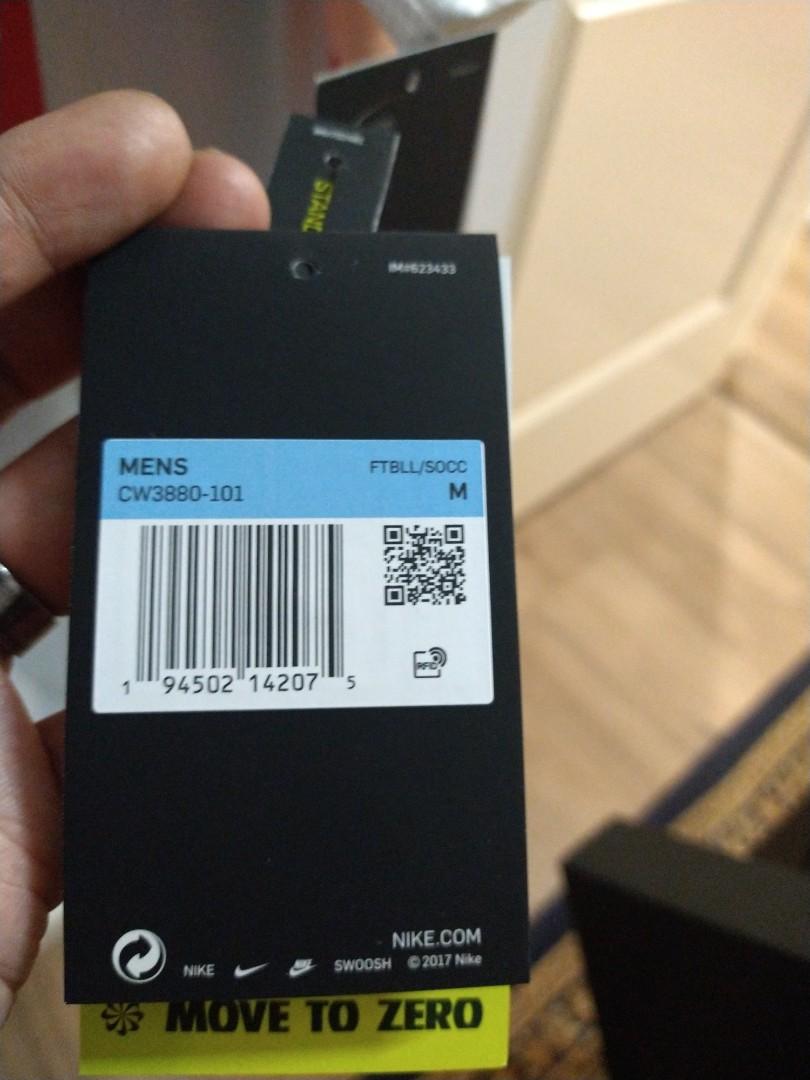 STAND
IM#623433
MENS
FTBLL/SOCC
CW3880-101
M
RFID
1 94502 14207 5
NIKE.COM
NIKE SWOOSH © 2017 Nike
MOVE TO ZERO